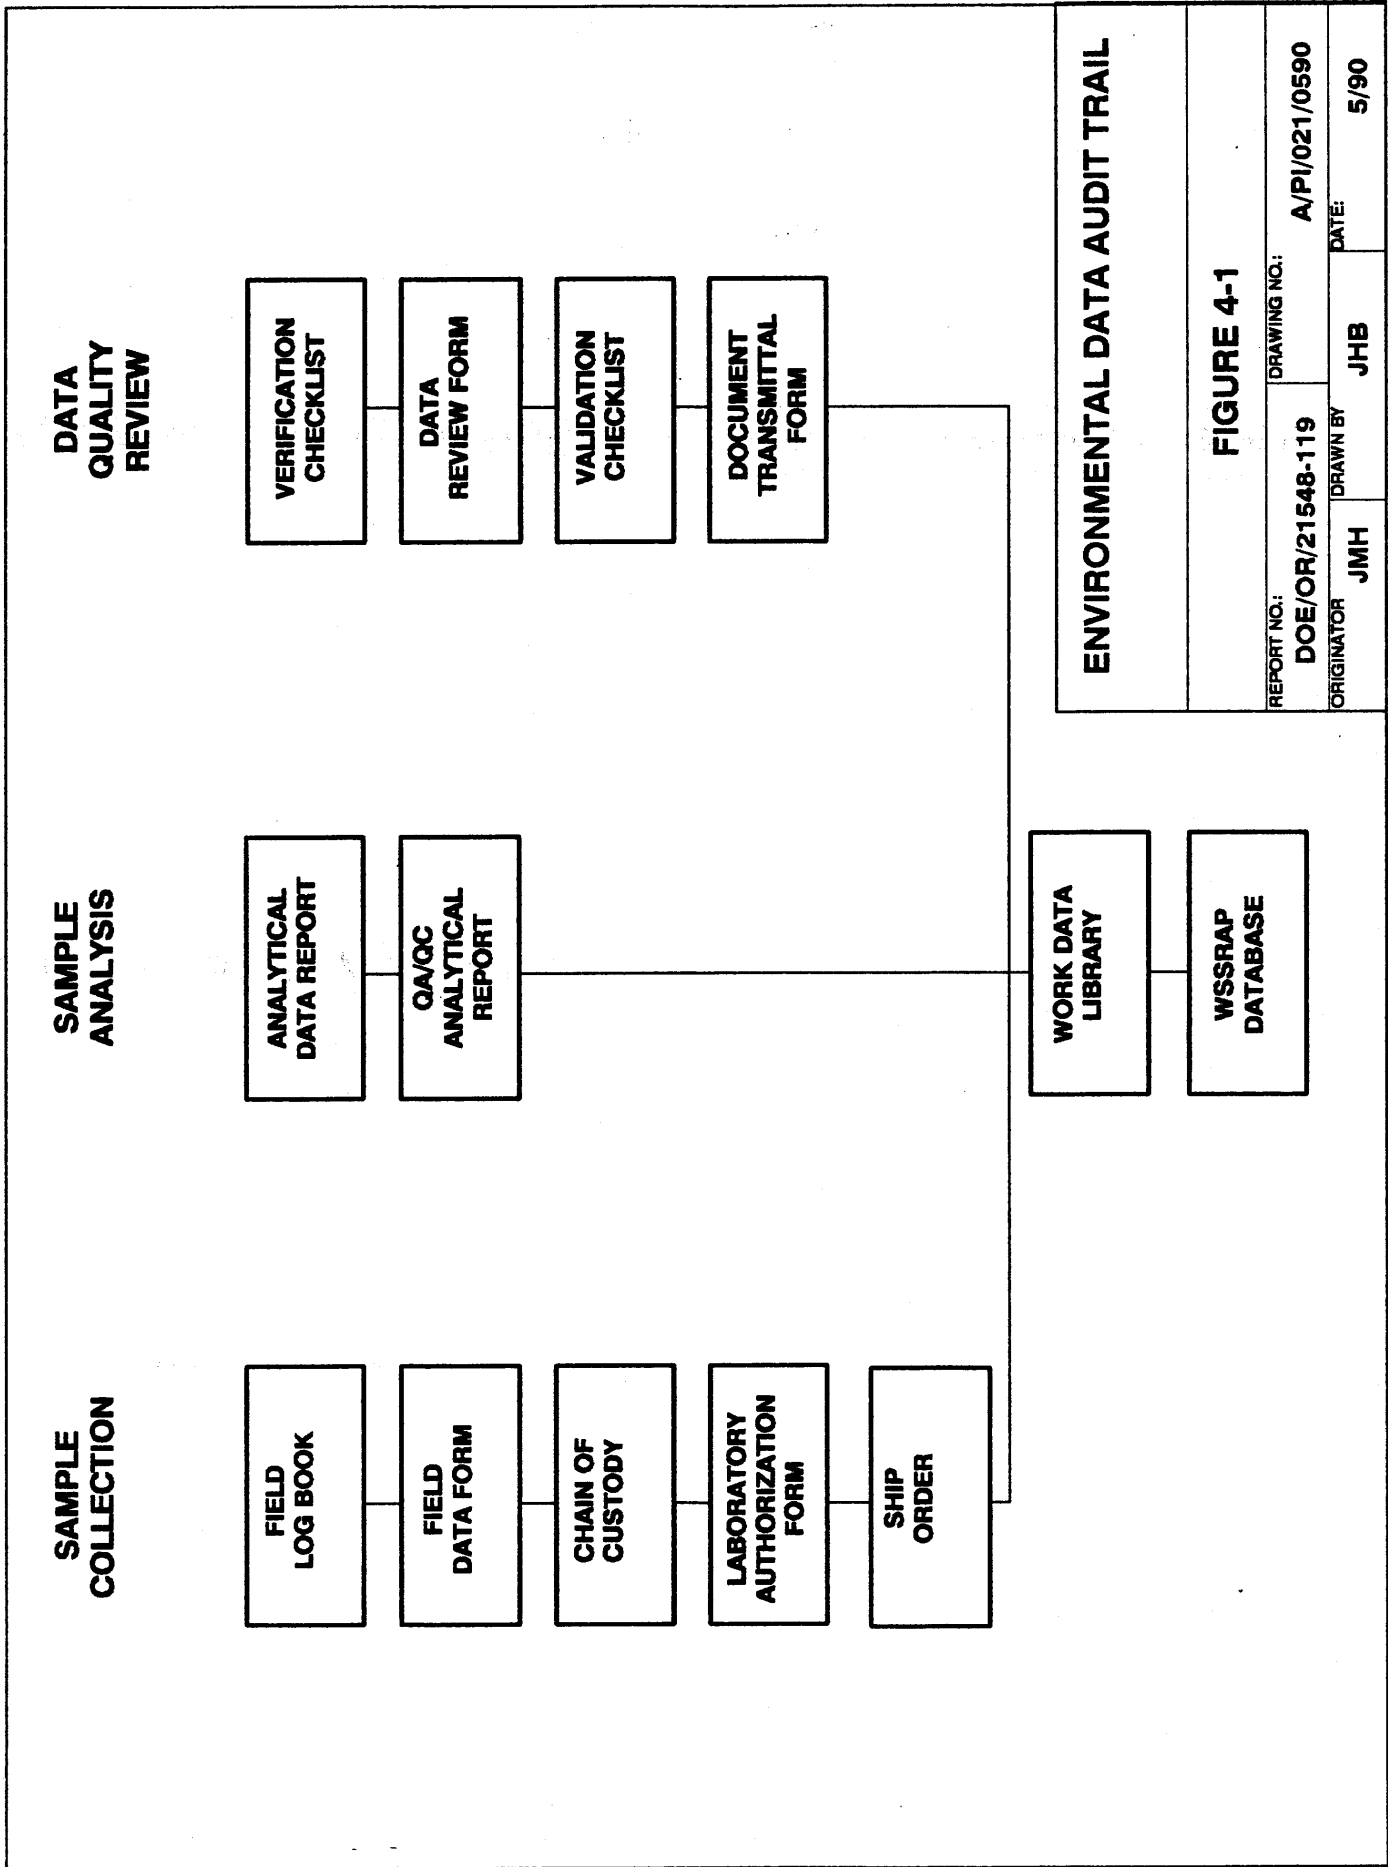 SAMPLE
COLLECTION
FIELD
LOG BOOK
FIELD
DATA FORM
CHAIN OF
CUSTODY
LABORATORY
AUTHORIZATION
FORM
SHIP
ORDER
SAMPLE
ANALYSIS
ANALYTICAL
DATA REPORT
QA/QC
ANALYTICAL
REPORT
DATA
QUALITY
REVIEW
VERIFICATION
CHECKLIST
DATA
REVIEW FORM
VALIDATION
CHECKLIST
DOCUMENT
TRANSMITTAL
FORM
WORK DATA
LIBRARY
WSSRAP
DATABASE
ENVIRONMENTAL DATA AUDIT TRAIL
FIGURE 4-1
REPORT NO.: DOE/OR/21548-119
DRAWING NO.: A/PI/021/0590
ORIGINATOR JMH
DRAWN BY JHB
DATE: 5/90